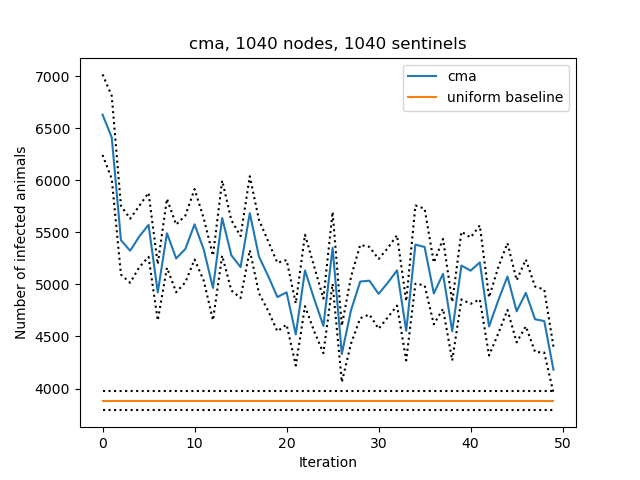 cma, 1040 nodes, 1040 sentinels
7000
6500
6000
5500
5000
4500
4000
Number of infected animals
cma
uniform baseline
0
10
20
30
40
50
Iteration